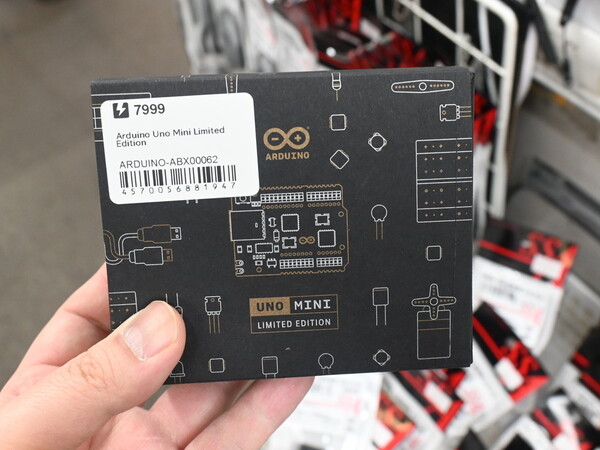 7999
Arduino Uno Mini Limited
Edition
ARDUINO-ABX00062
4570056881947
ARDUINO
UNO MINI
LIMITED EDITION